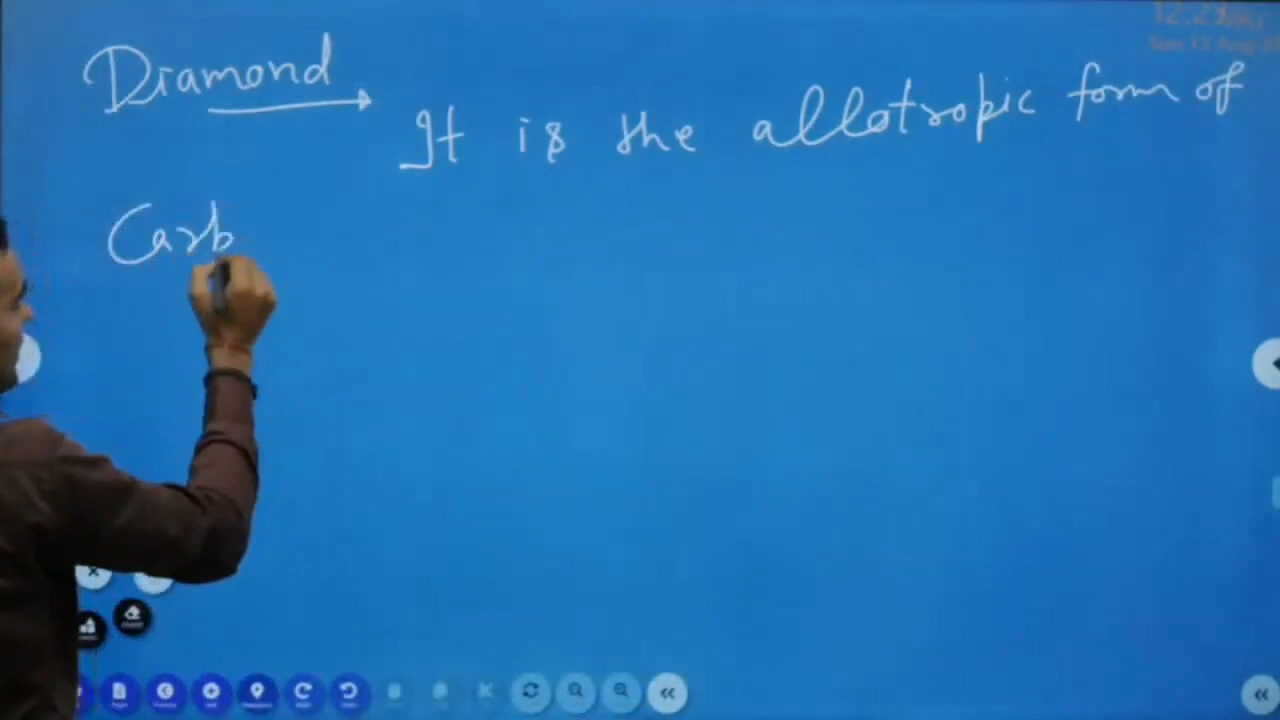 Diamond → It is the allotropic form of
Carb